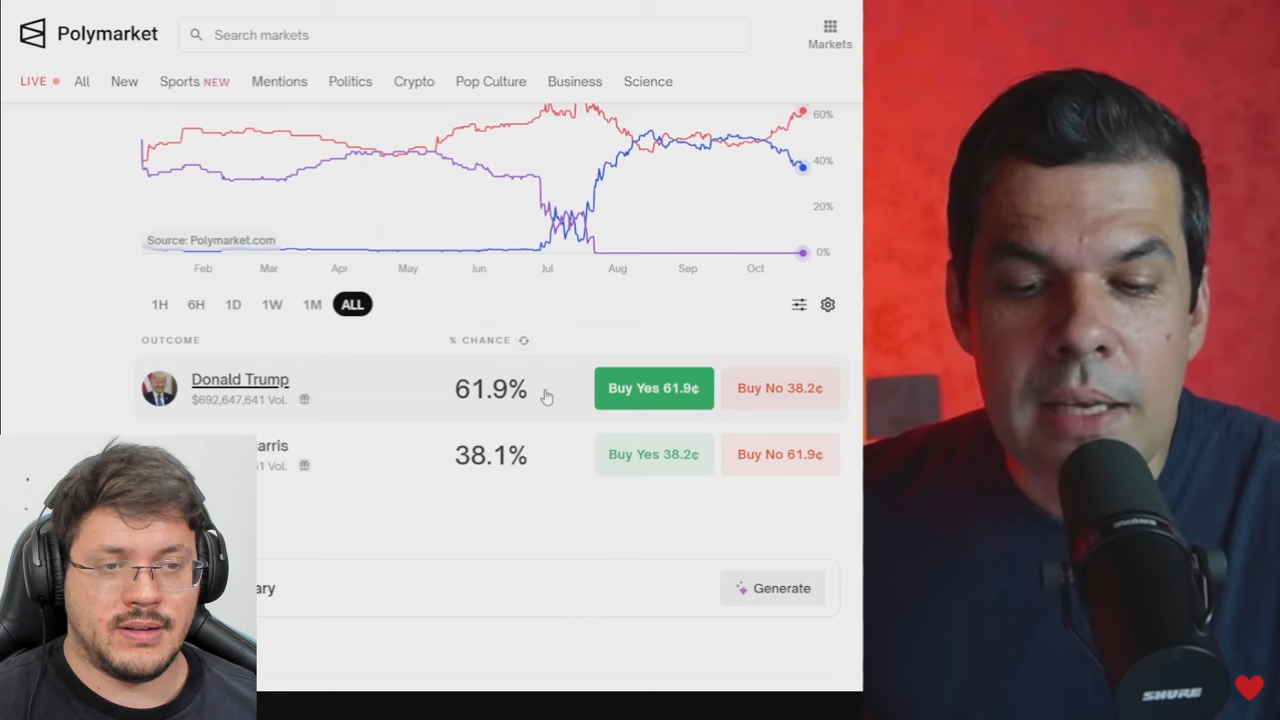 Polymarket
Search markets
Markets
LIVE All New Sports NEW Mentions Politics Crypto Pop Culture Business Science
60%
40%
20%
0%
Source: Polymarket.com
Feb Mar Apr May Jun Jul Aug Sep Oct
1H 6H 1D 1W 1M ALL
OUTCOME % CHANCE
Donald Trump
$692,647,641 Vol.
61.9%
Buy Yes 61.9¢
Buy No 38.2¢
arris
Vol.
38.1%
Buy Yes 38.2¢
Buy No 61.9¢
ary
Generate
SHURE
SHURE